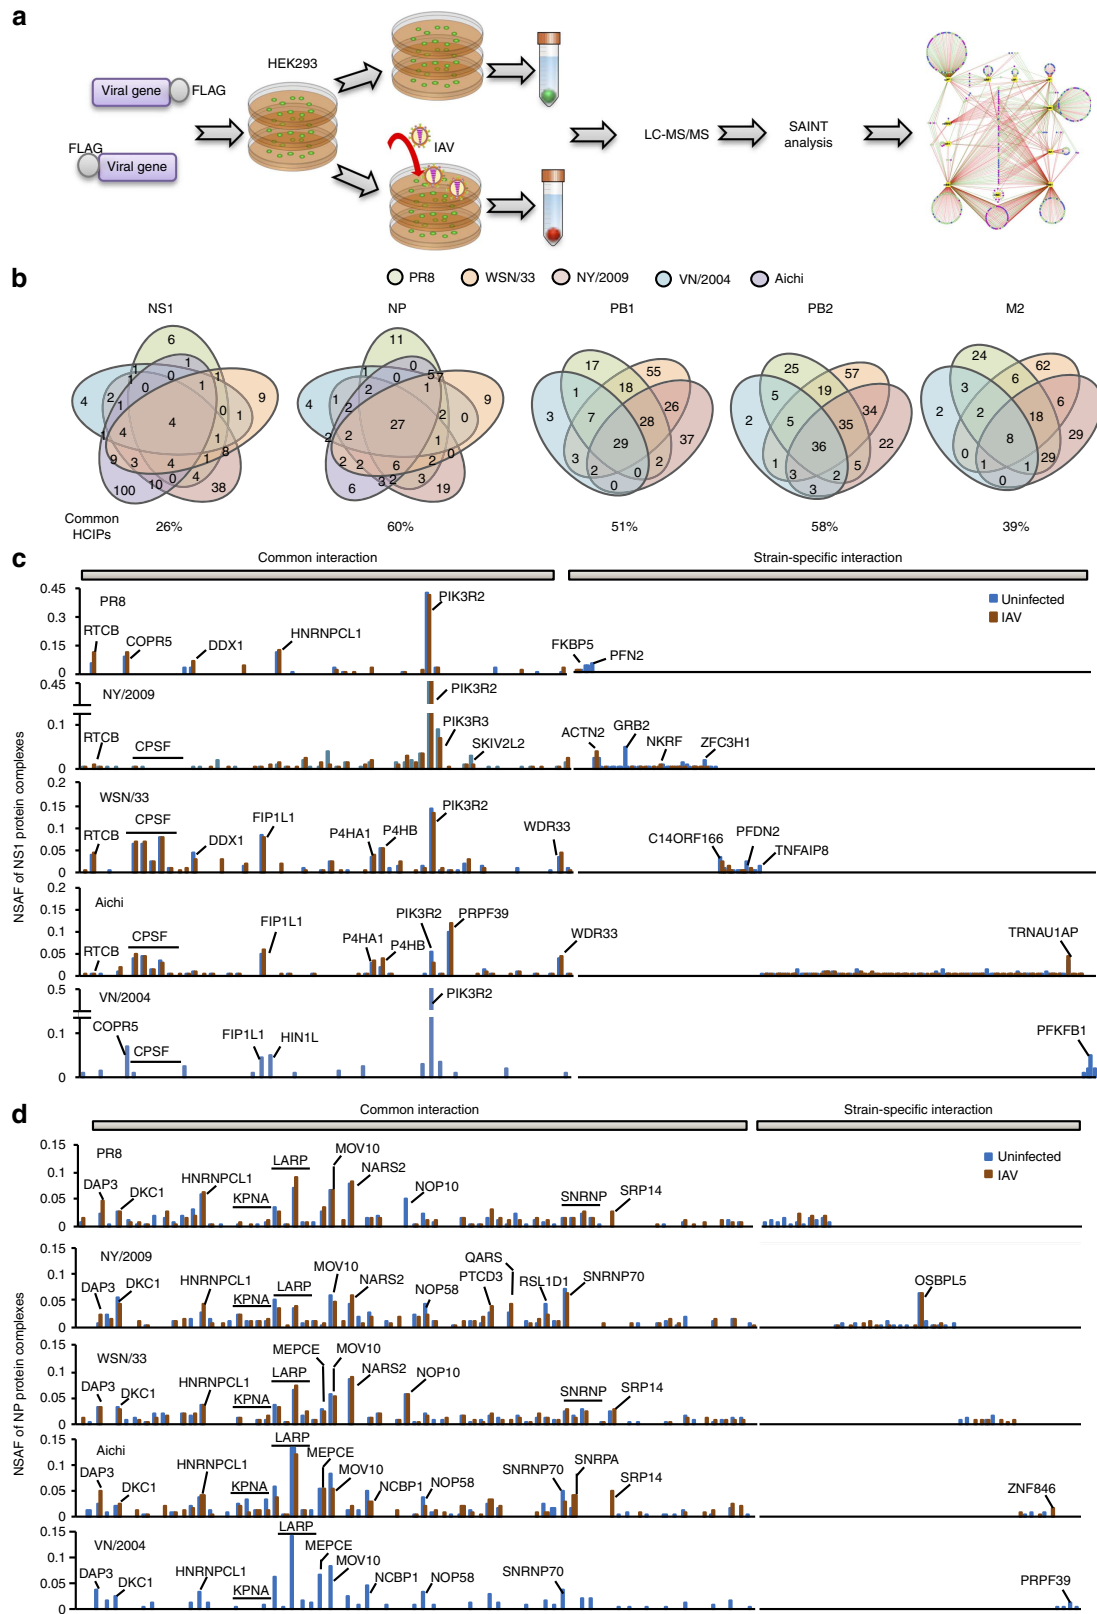 a
HEK293
Viral gene
FLAG
FLAG
Viral gene
IAV
LC-MS/MS
SAINT
analysis
b
PR8
WSN/33
NY/2009
VN/2004
Aichi
NS1
NP
PB1
PB2
M2
6
1
1
0
1
1
4
2
1
0
1
9
0
1
4
1
4
1
8
9
3
4
1
100
10
0
4
38
11
1
0
0
5
7
2
1
4
1
2
2
0
9
27
2
2
1
0
2
2
6
2
6
3
2
3
19
17
55
1
18
26
3
7
28
37
29
3
2
0
2
0
25
57
5
19
34
2
5
35
22
36
1
3
2
5
3
24
62
3
6
6
2
2
18
29
8
0
1
1
29
0
Common
HCIPs
26%
60%
51%
58%
39%
c
Common interaction
Strain-specific interaction
NSAF of NS1 protein complexes
0.45
0.3
0.15
0
PR8
RTCB
COPR5
DDX1
HNRNPCL1
PIK3R2
FKBP5
PFN2
Uninfected
IAV
0.45
0.1
0
NY/2009
RTCB
CPSF
PIK3R2
PIK3R3
SKIV2L2
ACTN2
GRB2
NKRF
ZFC3H1
0.2
0.15
0.1
0.05
0
WSN/33
RTCB
CPSF
DDX1
FIP1L1
P4HA1
P4HB
PIK3R2
WDR33
C14ORF166
PFDN2
TNFAIP8
0.2
0.15
0.1
0.05
0
Aichi
RTCB
CPSF
FIP1L1
P4HA1
P4HB
PIK3R2
PRPF39
WDR33
TRNAU1AP
0.5
0.1
0
VN/2004
COPR5
CPSF
FIP1L1
HIN1L
PIK3R2
PFKFB1
d
Common interaction
Strain-specific interaction
NSAF of NP protein complexes
0.15
0.1
0.05
0
PR8
DAP3
DKC1
HNRNPCL1
KPNA
LARP
MOV10
NARS2
NOP10
SNRNP
SRP14
Uninfected
IAV
0.15
0.1
0.05
0
NY/2009
DAP3
DKC1
HNRNPCL1
KPNA
LARP
MOV10
NARS2
NOP58
PTCD3
QARS
RSL1D1
SNRNP70
OSBPL5
0.15
0.1
0.05
0
WSN/33
DAP3
DKC1
HNRNPCL1
KPNA
LARP
MEPCE
MOV10
NARS2
NOP10
SNRNP
SRP14
0.15
0.1
0.05
0
Aichi
DAP3
DKC1
HNRNPCL1
KPNA
LARP
MEPCE
MOV10
NCBP1
NOP58
SNRNP70
SNRPA
SRP14
ZNF846
0.15
0.1
0.05
0
VN/2004
DAP3
DKC1
HNRNPCL1
KPNA
LARP
MEPCE
MOV10
NCBP1
NOP58
SNRNP70
PRPF39